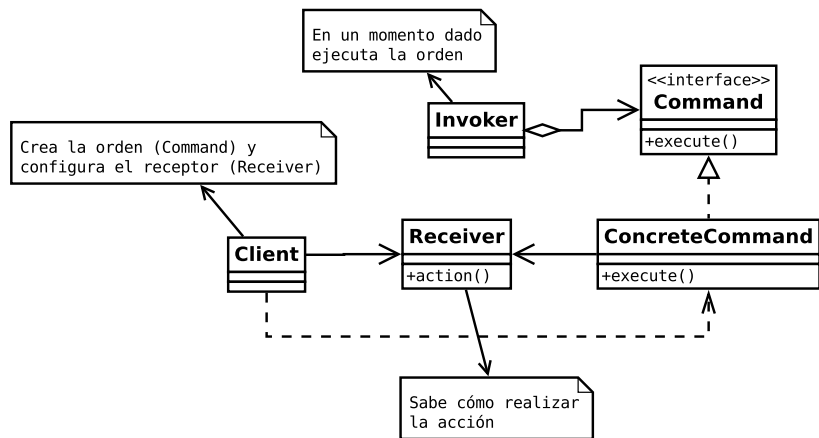 En un momento dado
ejecuta la orden
<<interface>>
Command
+execute()
Invoker
Crea la orden (Command) y
configura el receptor (Receiver)
Client
Receiver
+action()
ConcreteCommand
+execute()
Sabe cómo realizar
la acción